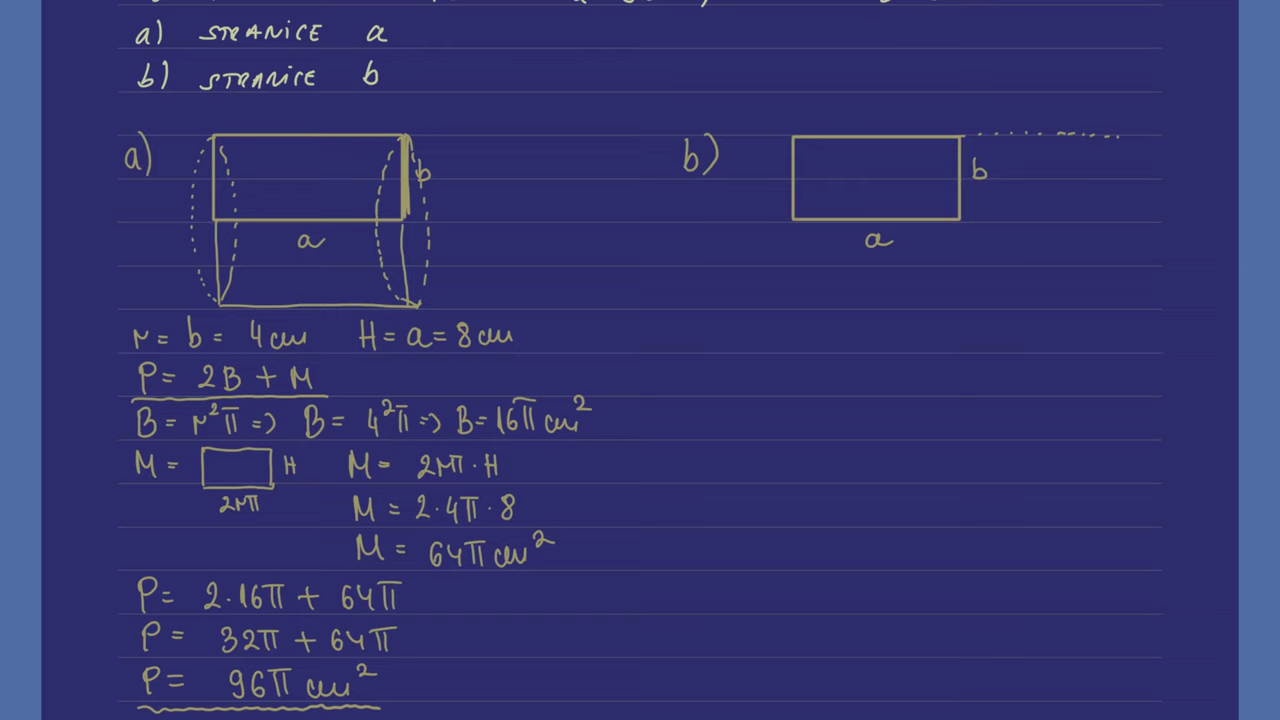 a) STRANICE a
b) STRANICE b
a)
b
a
b)
b
a
r = b = 4 cm H = a = 8 cm
P = 2B + M
B = r²π => B = 4²π => B = 16π cm²
M = H M = 2rπ · H
2rπ
M = 2·4π·8
M = 64π cm²
P = 2·16π + 64π
P = 32π + 64π
P = 96π cm²